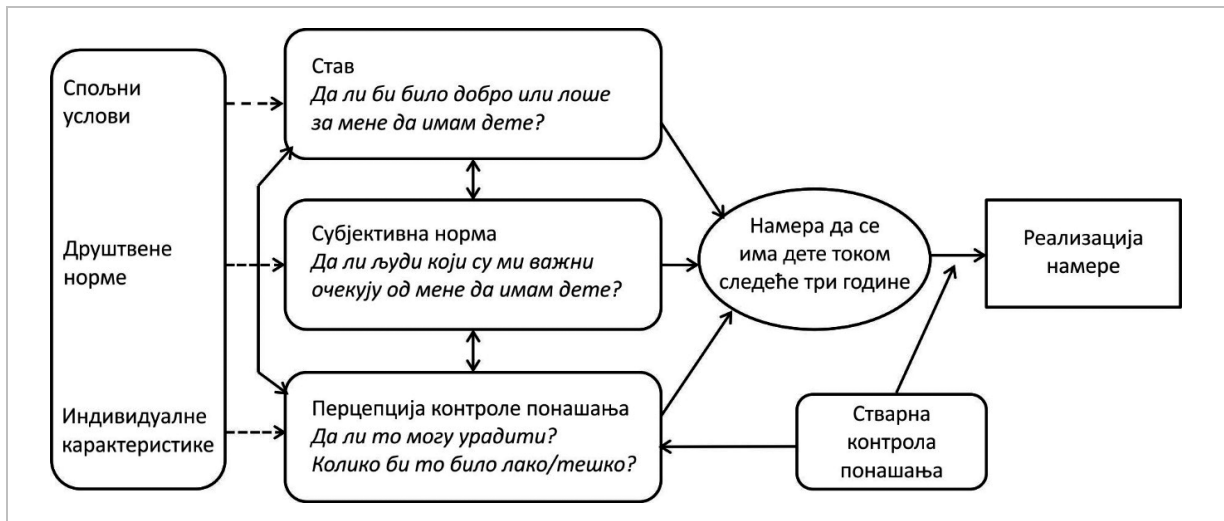 Спољни
услови
Друштвене
норме
Индивидуалне
карактеристике
Став
Да ли би било добро или лоше
за мене да имам дете?
Субјективна норма
Да ли људи који су ми важни
очекују од мене да имам дете?
Перцепција контроле понашања
Да ли то могу урадити?
Колико би то било лако/тешко?
Намера да се
има дете током
следеће три године
Реализација
намере
Стварна
контрола
понашања